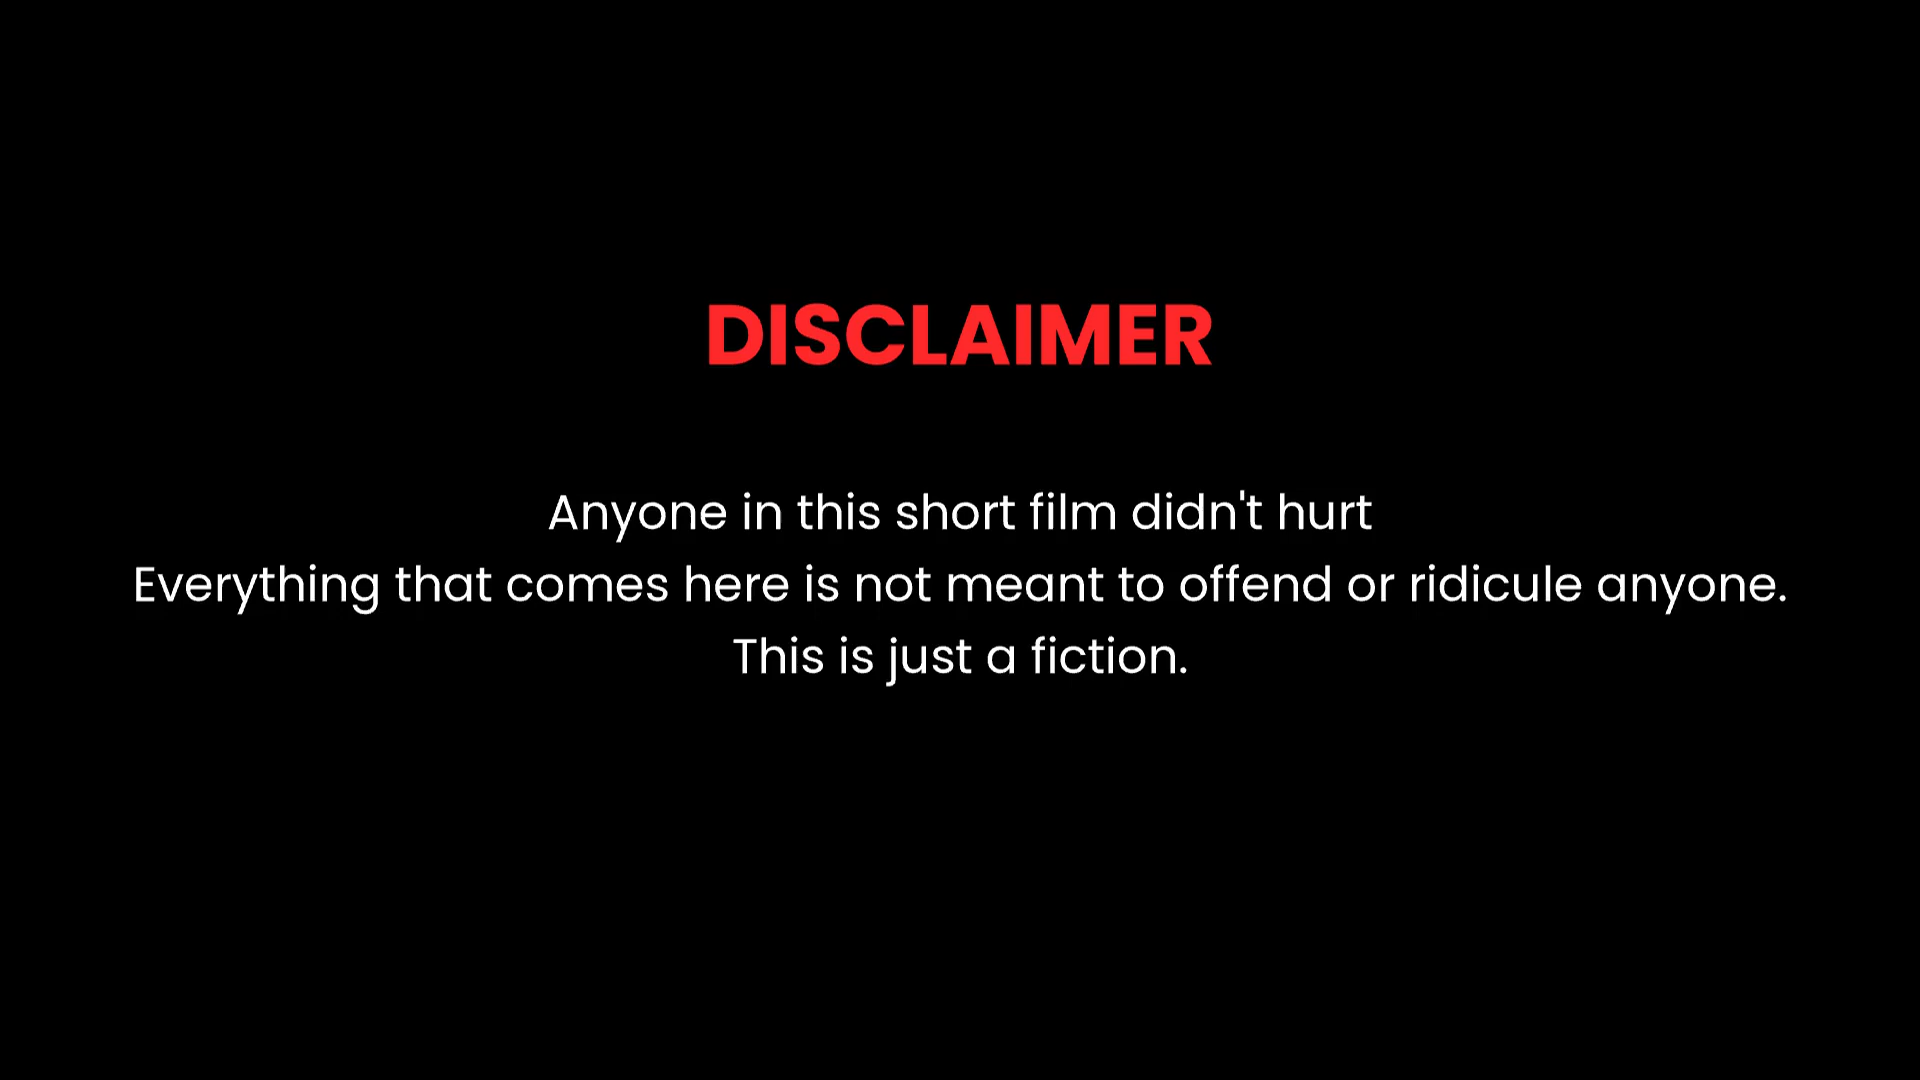 DISCLAIMER
Anyone in this short film didn't hurt
Everything that comes here is not meant to offend or ridicule anyone.
This is just a fiction.